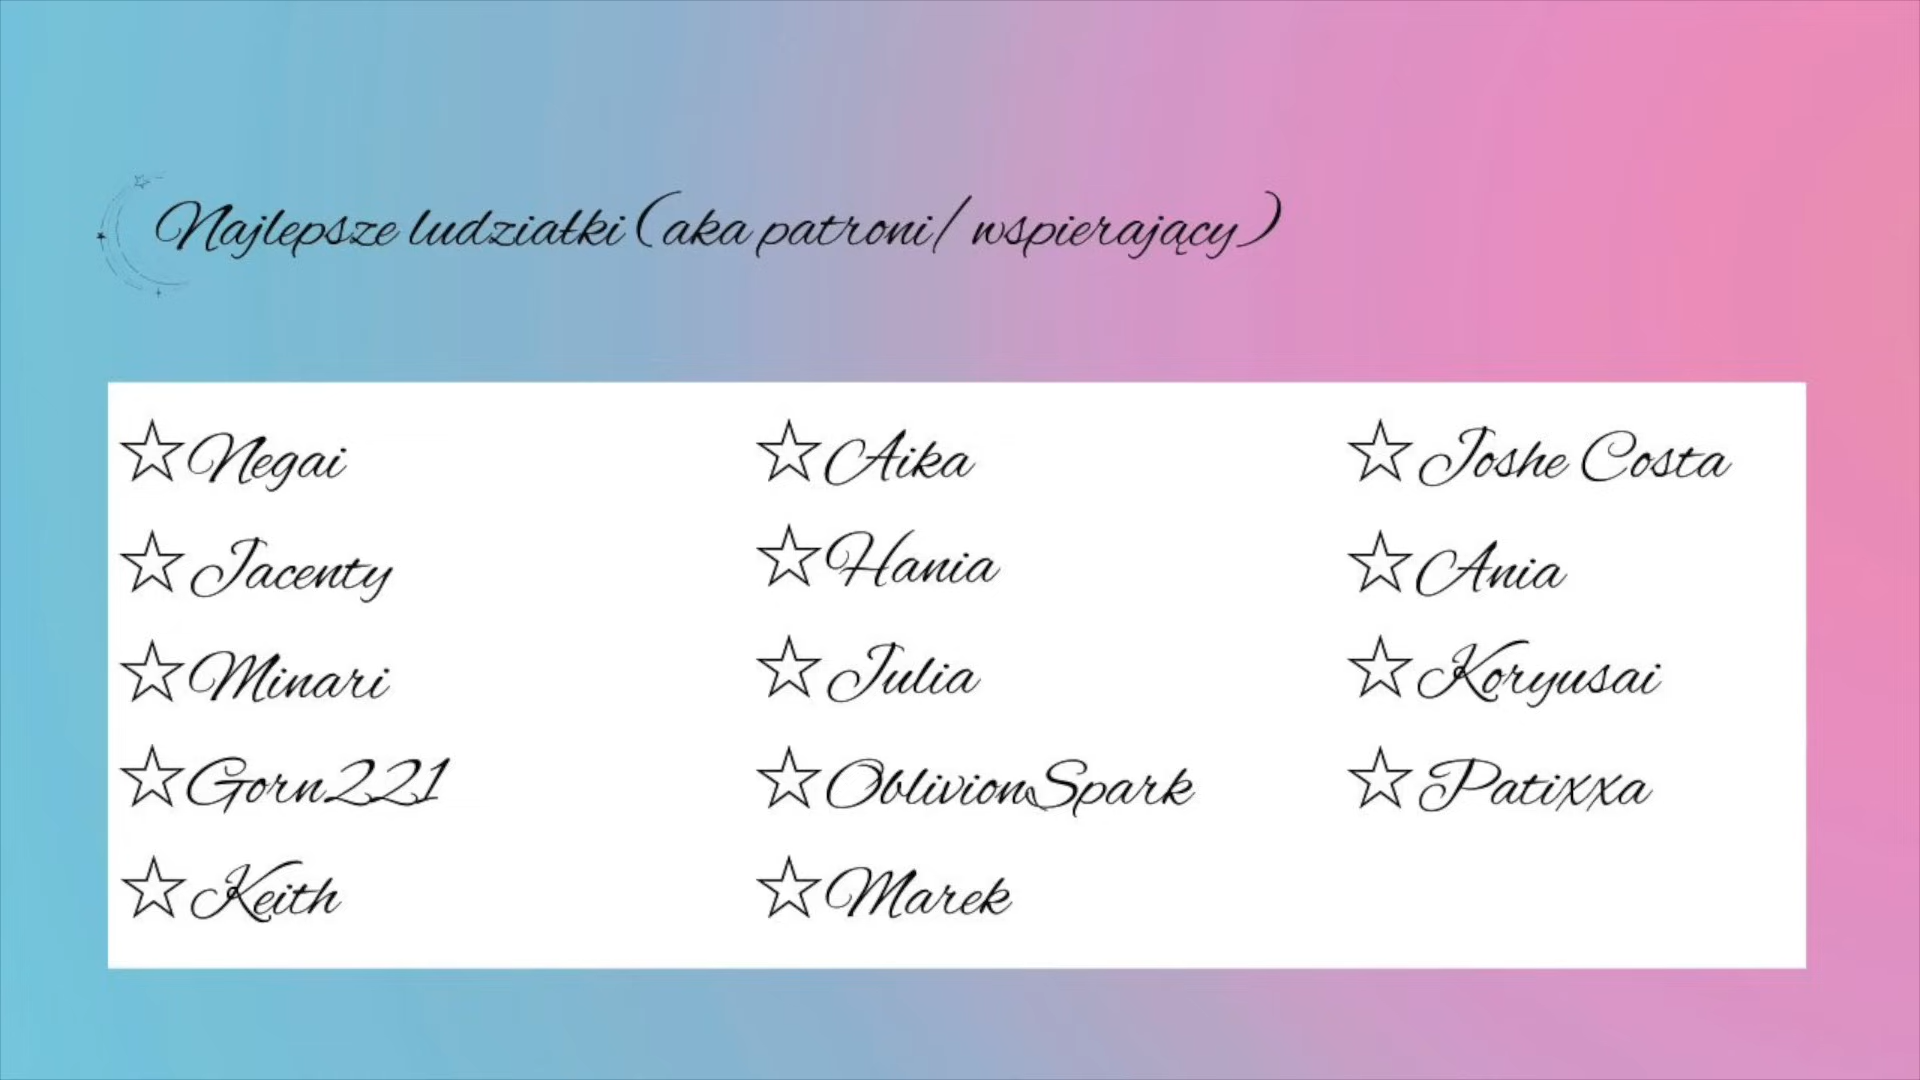 Najlepsze ludziałki (aka patroni/ wspierający)
☆Negai
☆Jacenty
☆Minari
☆Gorn221
☆Keith
☆Aika
☆Hania
☆Julia
☆OblivionSpark
☆Marek
☆Joshe Costa
☆Ania
☆Koryusai
☆Patixxa